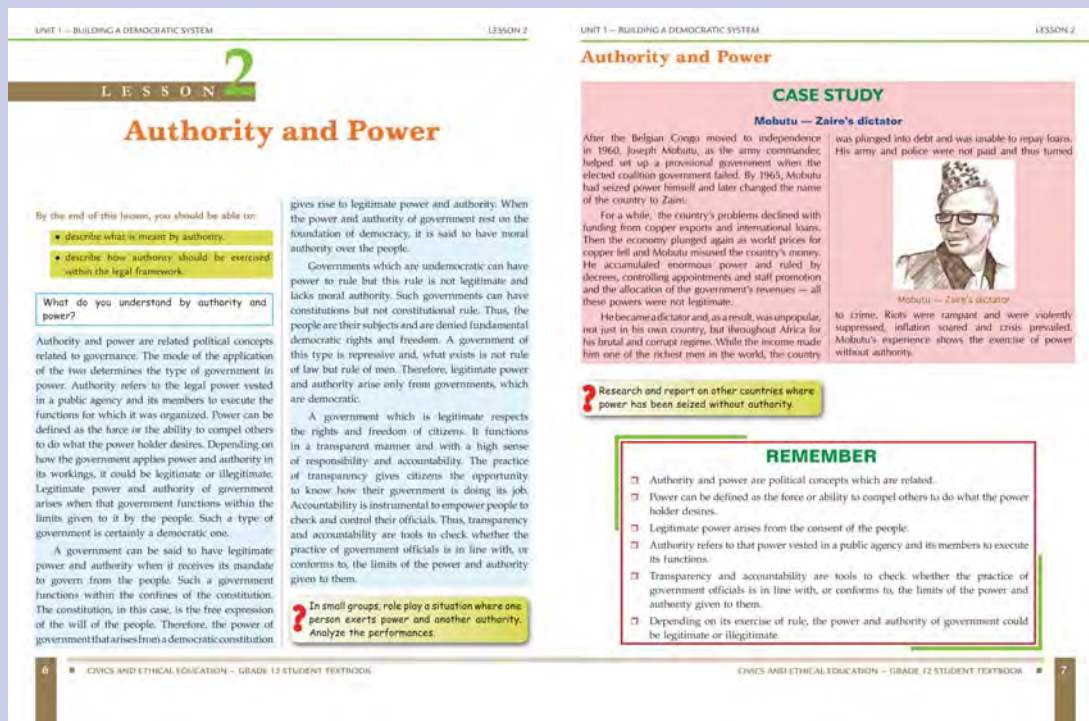 UNIT 1 – BUILDING A DEMOCRATIC SYSTEM LESSON 2
LESSON 2
Authority and Power
By the end of this lesson, you should be able to:
• describe what is meant by authority.
• describe how authority should be exercised
within the legal framework.
What do you understand by authority and
power?
Authority and power are related political concepts
related to governance. The mode of the application
of the two determines the type of government in
power. Authority refers to the legal power vested
in a public agency and its members to execute the
functions for which it was organized. Power can be
defined as the force or the ability to compel others
to do what the power holder desires. Depending on
how the government applies power and authority in
its workings, it could be legitimate or illegitimate.
Legitimate power and authority of government
arises when that government functions within the
limits given to it by the people. Such a type of
government is certainly a democratic one.
A government can be said to have legitimate
power and authority when it receives its mandate
to govern from the people. Such a government
functions within the confines of the constitution.
The constitution, in this case, is the free expression
of the will of the people. Therefore, the power of
government that arises from a democratic constitution
gives rise to legitimate power and authority. When
the power and authority of government rest on the
foundation of democracy, it is said to have moral
authority over the people.
Governments which are undemocratic can have
power to rule but this rule is not legitimate and
lacks moral authority. Such governments can have
constitutions but not constitutional rule. Thus, the
people are their subjects and are denied fundamental
democratic rights and freedom. A government of
this type is repressive and, what exists is not rule
of law but rule of men. Therefore, legitimate power
and authority arise only from governments, which
are democratic.
A government which is legitimate respects
the rights and freedom of citizens. It functions
in a transparent manner and with a high sense
of responsibility and accountability. The practice
of transparency gives citizens the opportunity
to know how their government is doing its job.
Accountability is instrumental to empower people to
check and control their officials. Thus, transparency
and accountability are tools to check whether the
practice of government officials is in line with, or
conforms to, the limits of the power and authority
given to them.
? In small groups, role play a situation where one
person exerts power and another authority.
Analyze the performances.
6 ■ CIVICS AND ETHICAL EDUCATION – GRADE 12 STUDENT TEXTBOOK
UNIT 1 – BUILDING A DEMOCRATIC SYSTEM LESSON 2
Authority and Power
CASE STUDY
Mobutu — Zaire's dictator
After the Belgian Congo moved to independence
in 1960, Joseph Mobutu, as the army commander,
helped set up a provisional government when the
elected coalition government failed. By 1965, Mobutu
had seized power himself and later changed the name
of the country to Zaire.
For a while, the country's problems declined with
funding from copper exports and international loans.
Then the economy plunged again as world prices for
copper fell and Mobutu misused the country's money.
He accumulated enormous power and ruled by
decrees, controlling appointments and staff promotion
and the allocation of the government's revenues — all
these powers were not legitimate.
He became a dictator and, as a result, was unpopular,
not just in his own country, but throughout Africa for
his brutal and corrupt regime. While the income made
him one of the richest men in the world, the country
was plunged into debt and was unable to repay loans.
His army and police were not paid and thus turned
Mobutu — Zaire's dictator
to crime. Riots were rampant and were violently
suppressed, inflation soared and crisis prevailed.
Mobutu's experience shows the exercise of power
without authority.
? Research and report on other countries where
power has been seized without authority.
REMEMBER
❒ Authority and power are political concepts which are related.
❒ Power can be defined as the force or ability to compel others to do what the power
holder desires.
❒ Legitimate power arises from the consent of the people.
❒ Authority refers to that power vested in a public agency and its members to execute
its functions.
❒ Transparency and accountability are tools to check whether the practice of
government officials is in line with, or conforms to, the limits of the power and
authority given to them.
❒ Depending on its exercise of rule, the power and authority of government could
be legitimate or illegitimate.
CIVICS AND ETHICAL EDUCATION – GRADE 12 STUDENT TEXTBOOK ■ 7